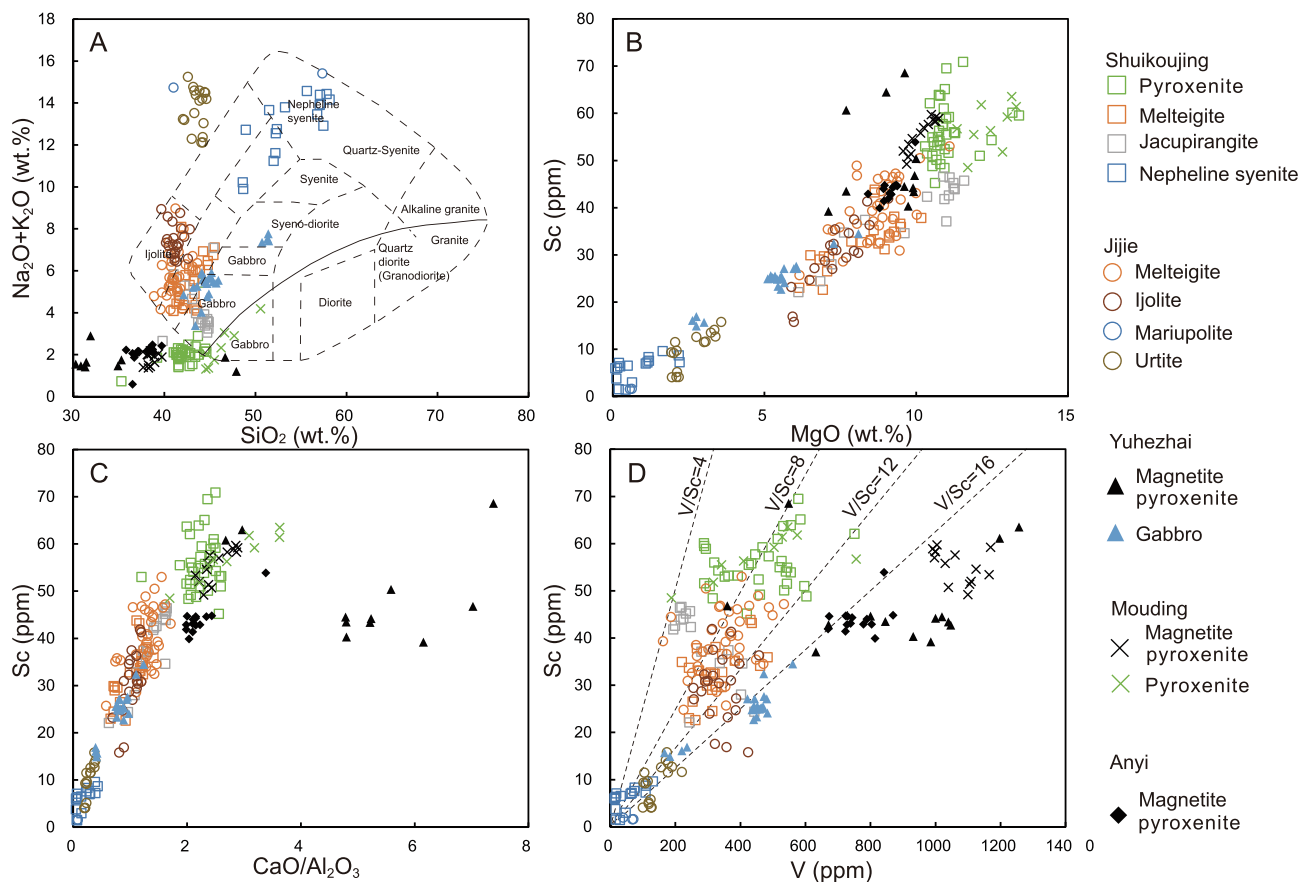 A
Na₂O+K₂O (wt.%)
18
16
14
12
10
8
6
4
2
0
30
40
50
60
70
80
SiO₂ (wt.%)
Nepheline
syenite
Quartz-Syenite
Syenite
Alkaline granite
Syeno-diorite
Granite
Ijolite
Gabbro
Quartz
diorite
(Granodiorite)
Gabbro
Diorite
Gabbro
B
Sc (ppm)
80
70
60
50
40
30
20
10
0
0
5
10
15
MgO (wt.%)
C
Sc (ppm)
80
70
60
50
40
30
20
10
0
0
2
4
6
8
CaO/Al₂O₃
D
Sc (ppm)
80
70
60
50
40
30
20
10
0
V/Sc=4
V/Sc=8
V/Sc=12
V/Sc=16
0
200
400
600
800
1000
1200
140
0
V (ppm)
Shuikoujing
Pyroxenite
Melteigite
Jacupirangite
Nepheline syenite
Jijie
Melteigite
Ijolite
Mariupolite
Urtite
Yuhezhai
Magnetite
pyroxenite
Gabbro
Mouding
Magnetite
pyroxenite
Pyroxenite
Anyi
Magnetite
pyroxenite